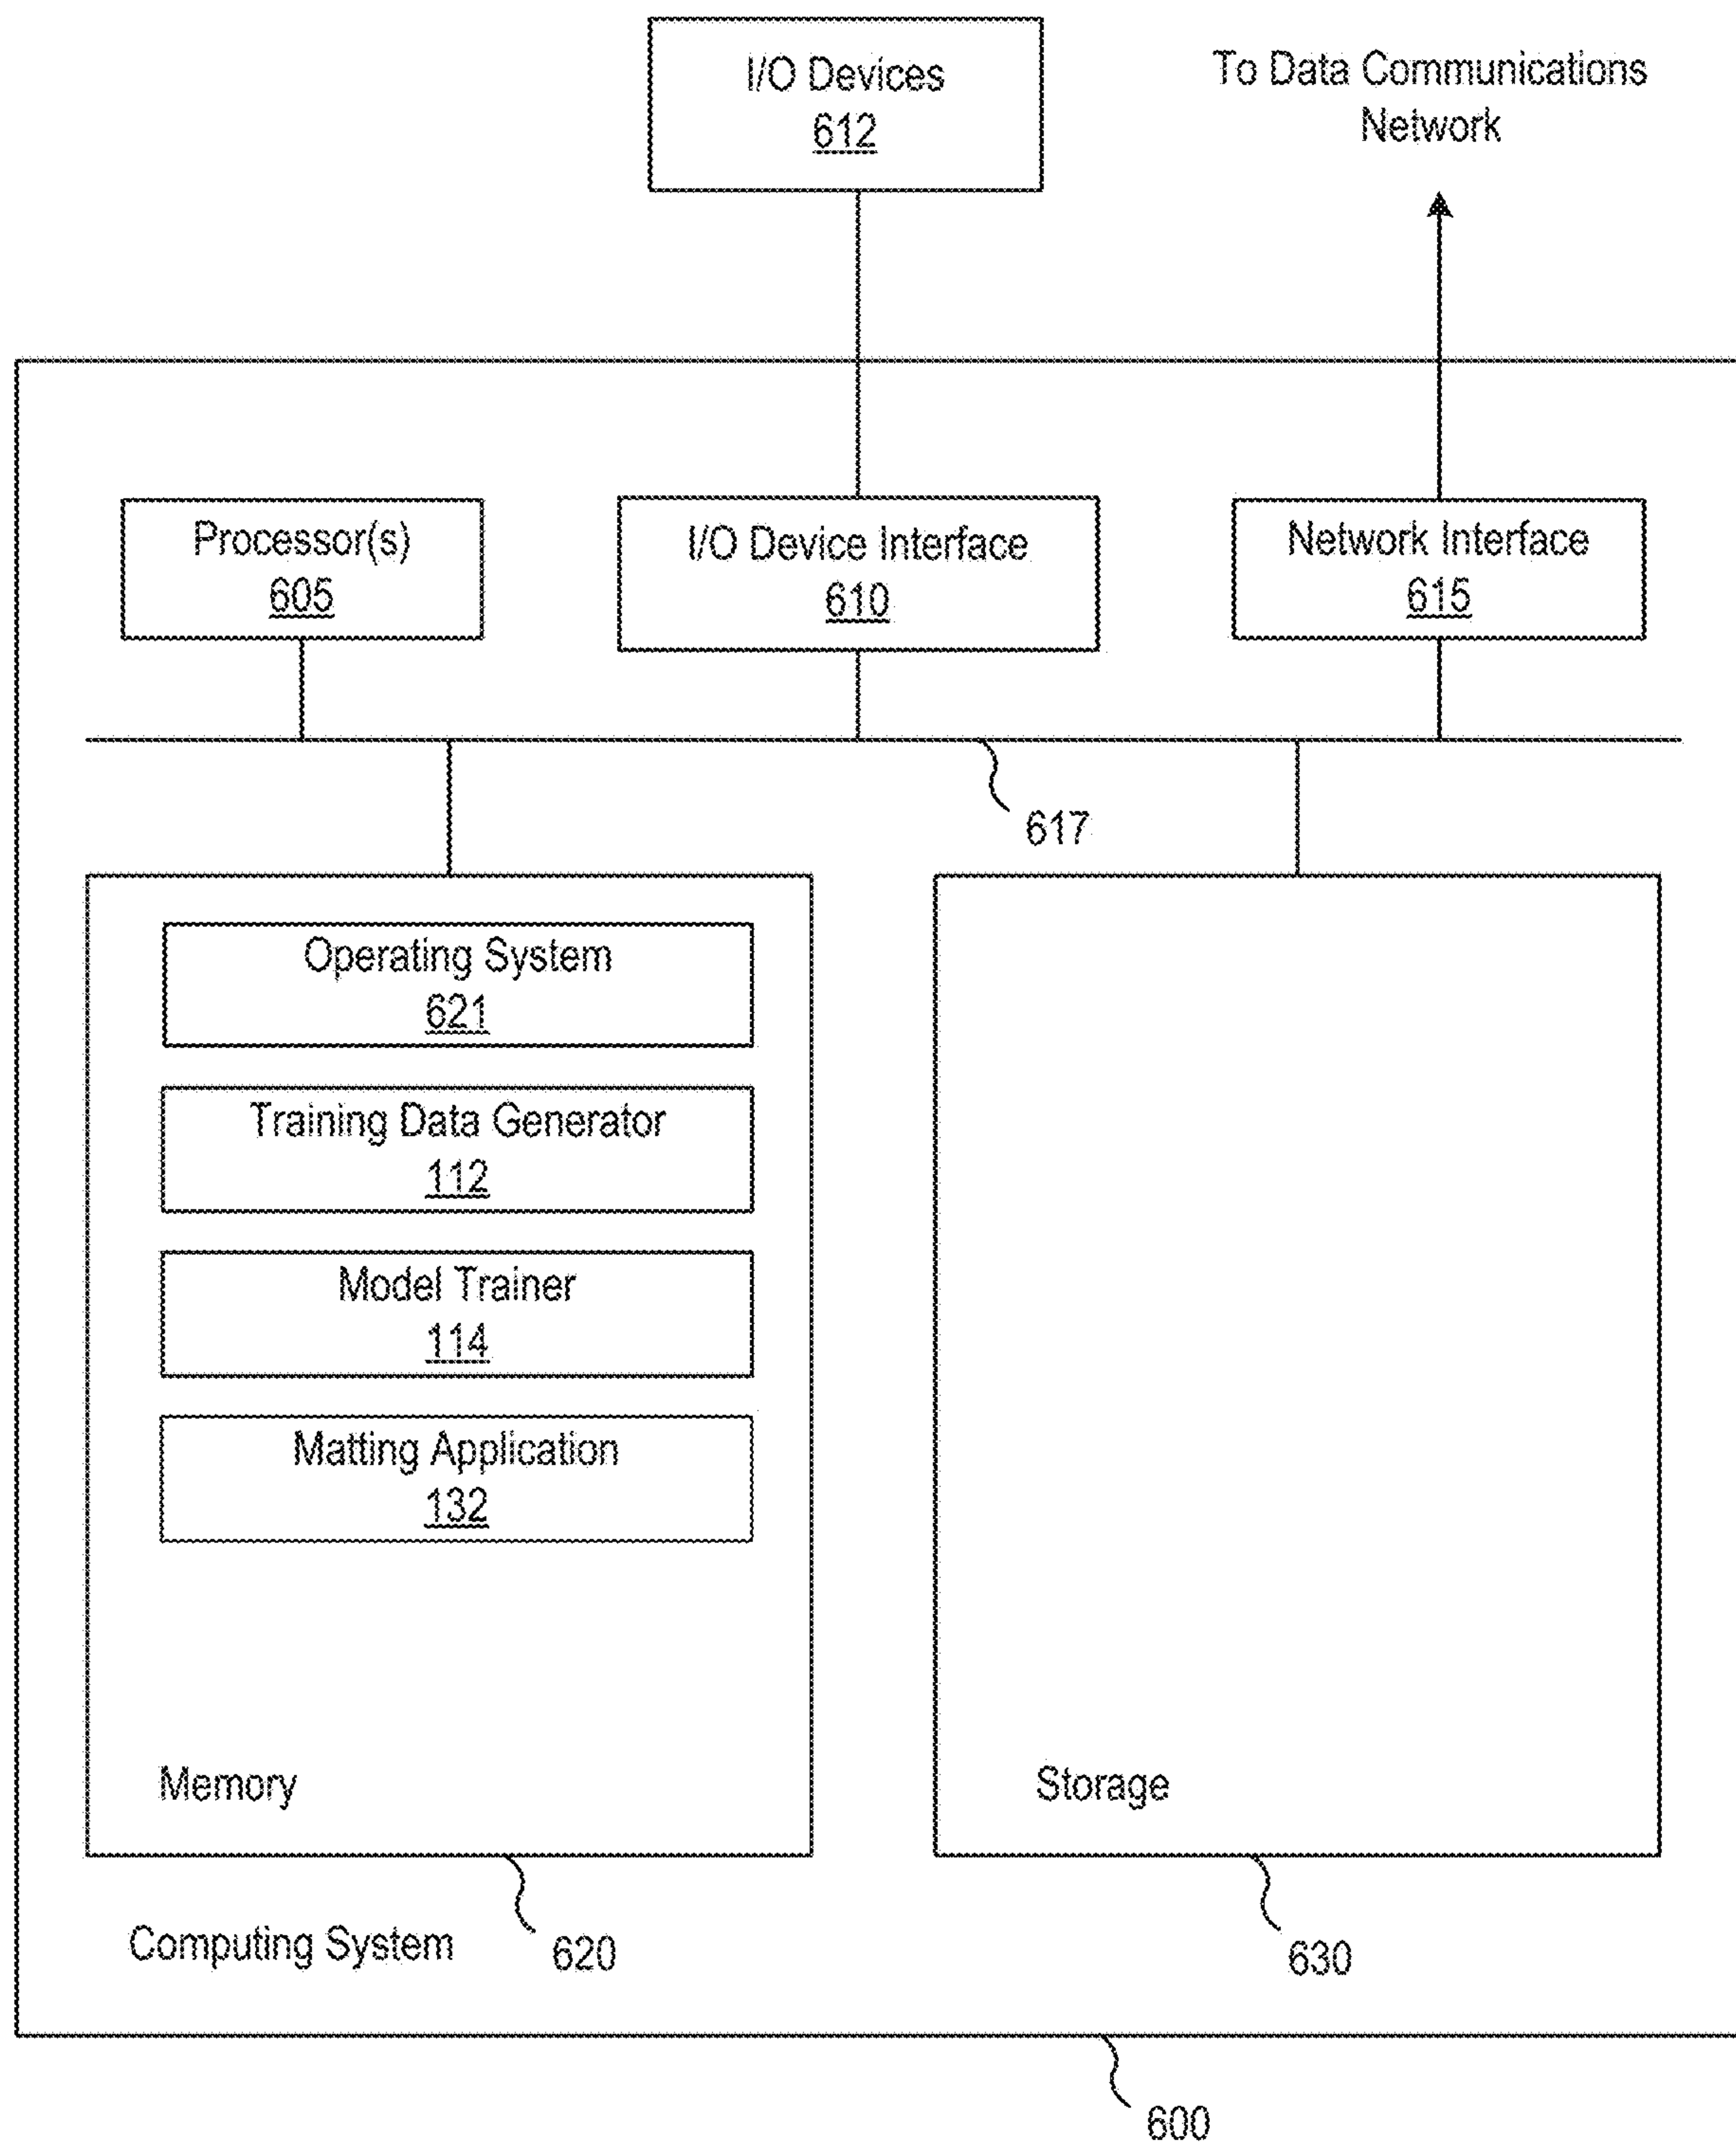 I/O Devices
612
To Data Communications
Network
Processor(s)
605
I/O Device Interface
610
Network Interface
615
617
Operating System
621
Training Data Generator
112
Model Trainer
114
Matting Application
132
Memory
Storage
Computing System
620
630
600